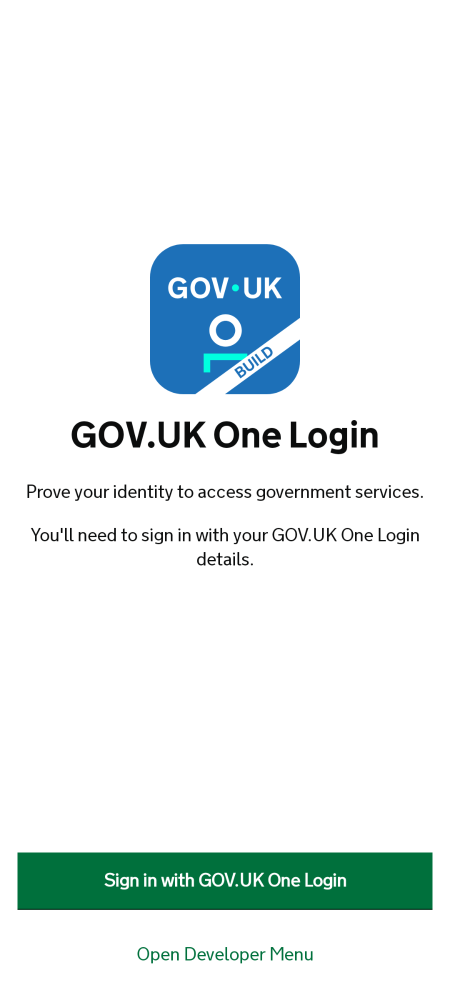 GOV•UK
BUILD
GOV.UK One Login
Prove your identity to access government services.
You'll need to sign in with your GOV.UK One Login
details.
Sign in with GOV.UK One Login
Open Developer Menu